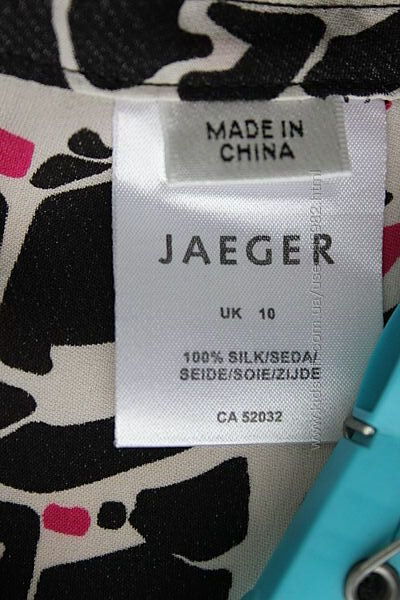 MADE IN
CHINA
JAEGER
UK 10
100% SILK/SEDA/
SEIDE/SOIE/ZIJDE
CA 52032